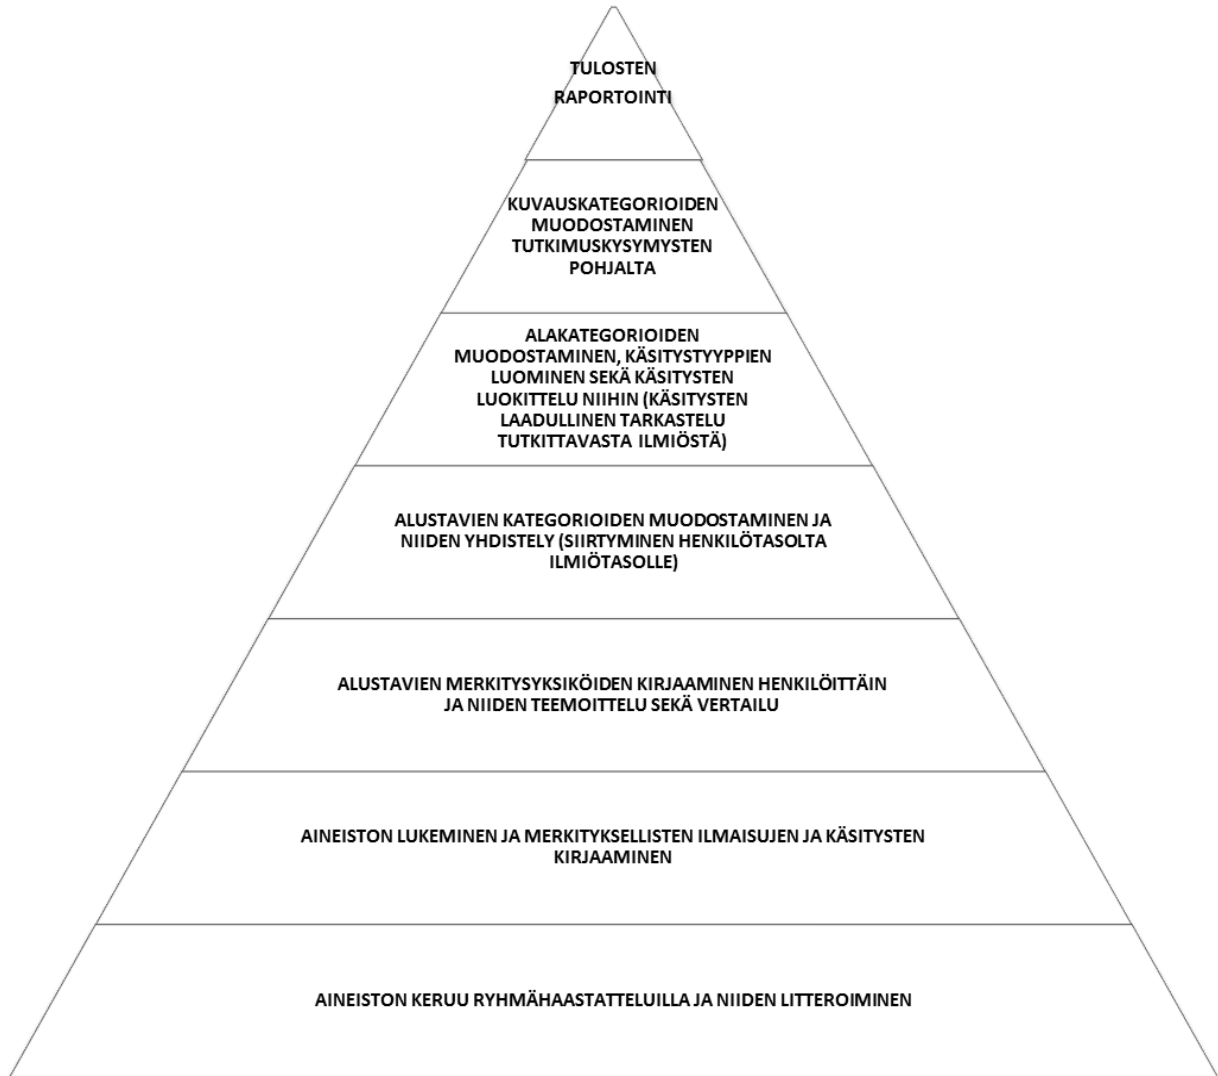 TULOSTEN
RAPORTOINTI
KUVAUSKATEGORIOIDEN
MUODOSTAMINEN
TUTKIMUSKYSYMYSTEN
POHJALTA
ALAKATEGORIOIDEN
MUODOSTAMINEN, KÄSITYSTYYPPIEN
LUOMINEN SEKÄ KÄSITYSTEN
LUOKITTELU NIIHIN (KÄSITYSTEN
LAADULLINEN TARKASTELU
TUTKITTAVASTA ILMIÖSTÄ)
ALUSTAVIEN KATEGORIOIDEN MUODOSTAMINEN JA
NIIDEN YHDISTELY (SIIRTYMINEN HENKILÖTASOLTA
ILMIÖTASOLLE)
ALUSTAVIEN MERKITYSYKSIKÖIDEN KIRJAAMINEN HENKILÖITTÄIN
JA NIIDEN TEEMOITTELU SEKÄ VERTAILU
AINEISTON LUKEMINEN JA MERKITYKSELLISTEN ILMAISUJEN JA KÄSITYSTEN
KIRJAAMINEN
AINEISTON KERUU RYHMÄHAASTATTELUILLA JA NIIDEN LITTEROIMINEN